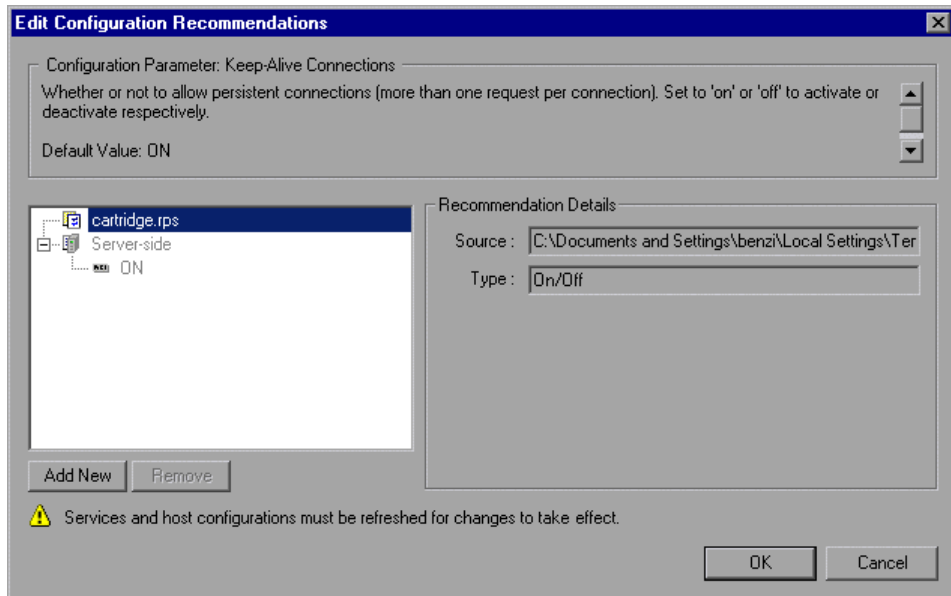 Edit Configuration Recommendations
Configuration Parameter: Keep-Alive Connections
Whether or not to allow persistent connections (more than one request per connection). Set to 'on' or 'off' to activate or
deactivate respectively.
Default Value: ON
cartridge.rps
Server-side
ON
Recommendation Details
Source : C:\Documents and Settings\benzi\Local Settings\Ter
Type : On/Off
Add New Remove
Services and host configurations must be refreshed for changes to take effect.
OK Cancel